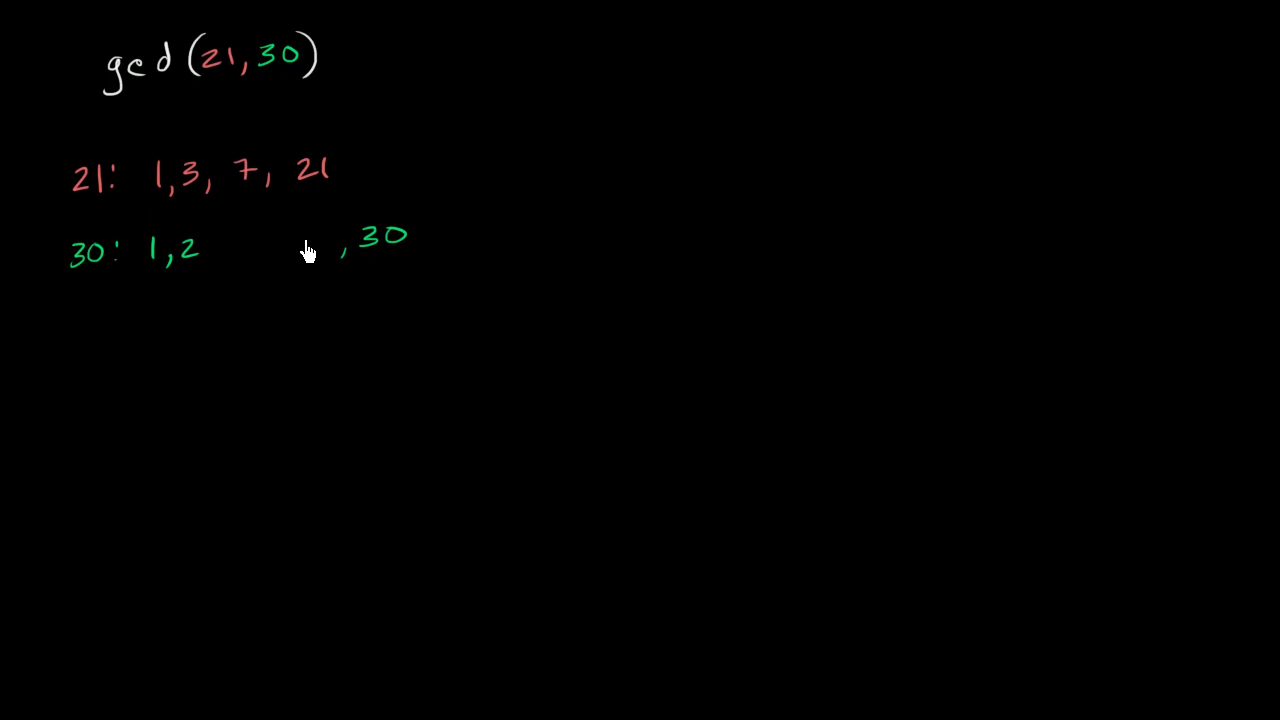 gcd (21, 30)
21: 1, 3, 7, 21
30: 1, 2 , 30